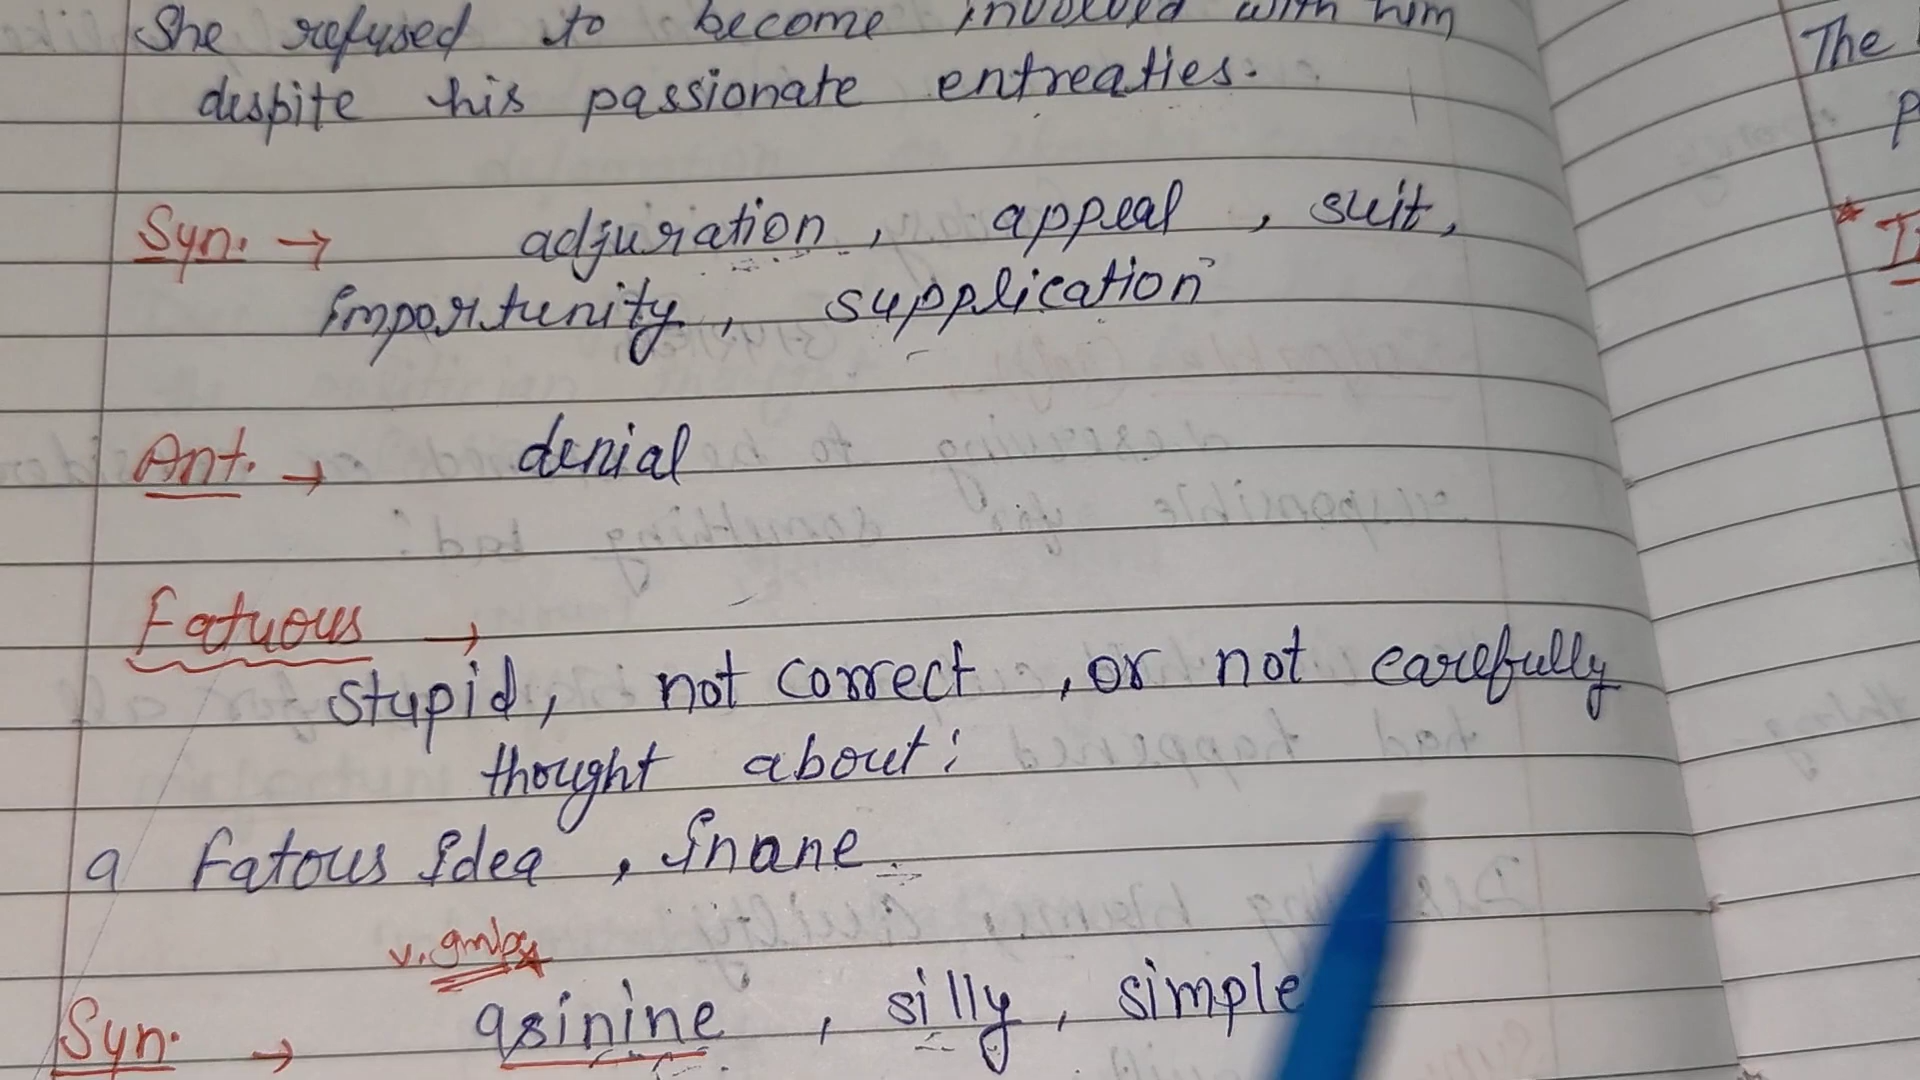 She refused to become involved with him
despite his passionate entreaties.
Syn. → adjuration, appeal, suit,
importunity, supplication
Ant. → denial
Fatuous →
stupid, not correct, or not carefully
thought about:
a Fatous Idea, Inane
v. Imp
Syn. → asinine, silly, simple
The
P
* I